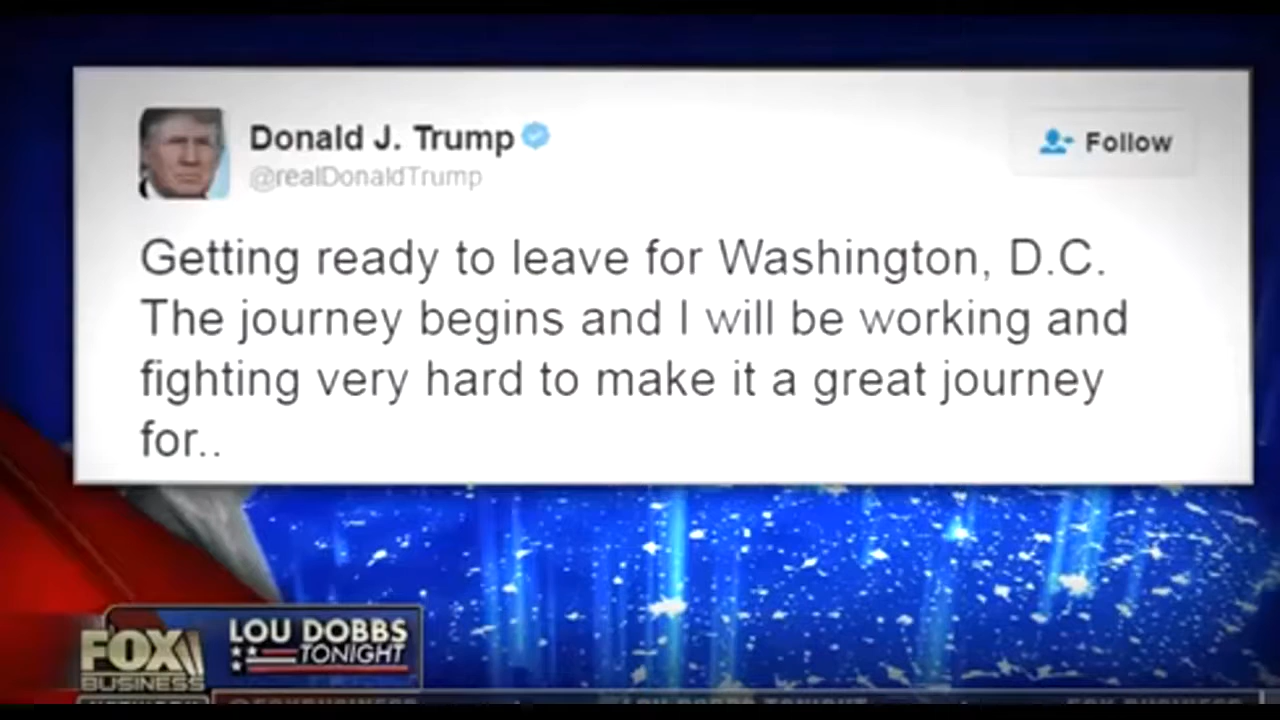 Donald J. Trump
@realDonaldTrump
Follow
Getting ready to leave for Washington, D.C.
The journey begins and I will be working and
fighting very hard to make it a great journey
for..
FOX
BUSINESS
LOU DOBBS
TONIGHT